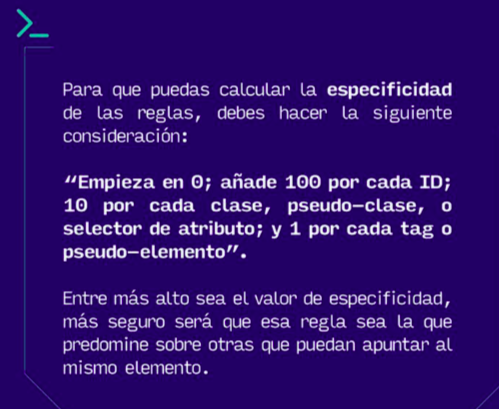 Para que puedas calcular la especificidad
de las reglas, debes hacer la siguiente
consideración:
“Empieza en 0; añade 100 por cada ID;
10 por cada clase, pseudo-clase, o
selector de atributo; y 1 por cada tag o
pseudo-elemento”.
Entre más alto sea el valor de especificidad,
más seguro será que esa regla sea la que
predomine sobre otras que puedan apuntar al
mismo elemento.